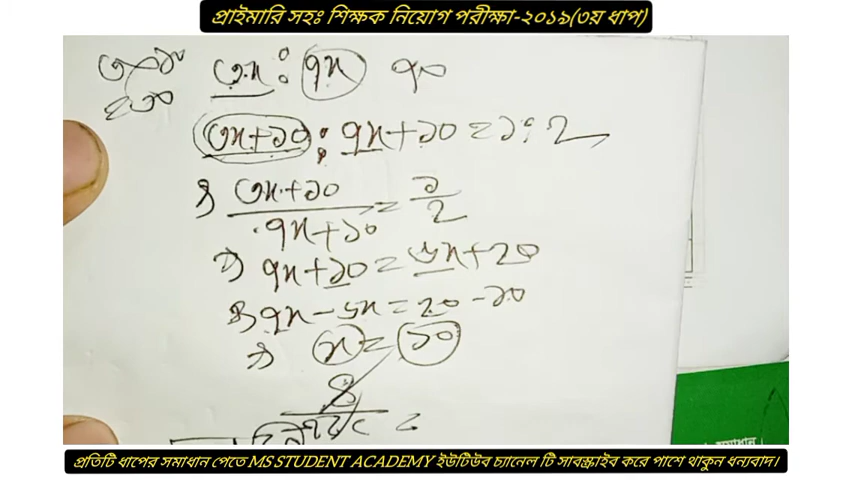 প্রাইমারি সহঃ শিক্ষক নিয়োগ পরীক্ষা-২০১৯(৩য় ধাপ)
৩x : ৭x ৭০
৩x+১০ : ৭x+১০ = ১:২
⇒ ৩x+১০/৭x+১০ = ১/২
⇒ ৭x+১০ = ৬x+২০
⇒ ৭x-৬x = ২০-১০
⇒ x = ১০
সমাধান।
প্রতিটি ধাপের সমাধান পেতে MS STUDENT ACADEMY ইউটিউব চ্যানেল টি সাবস্ক্রাইব করে পাশে থাকুন ধন্যবাদ।